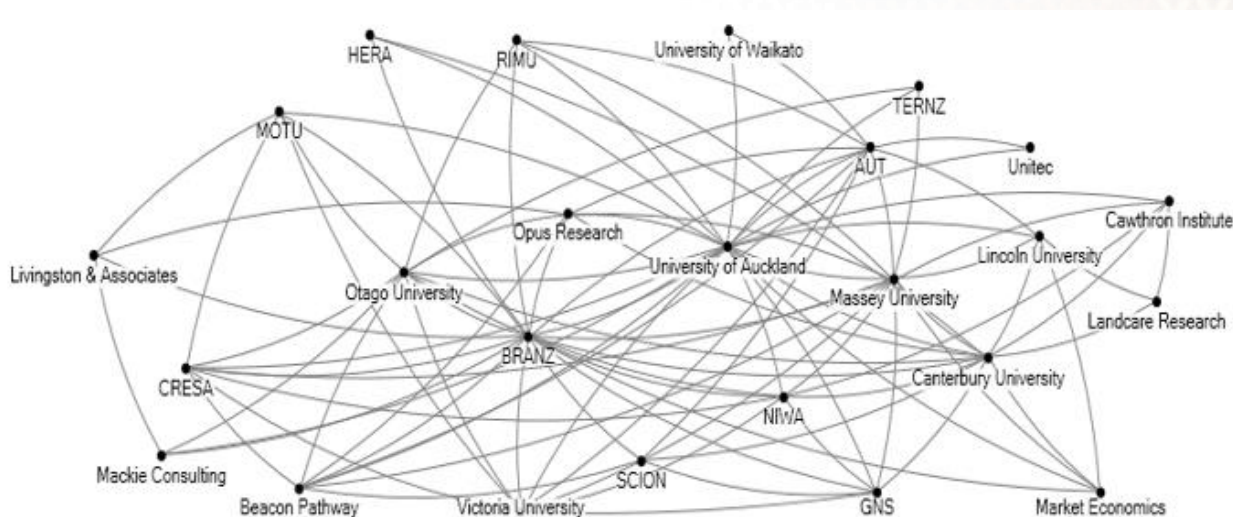 HERA
RIMU
University of Waikato
TERNZ
MOTU
AUT
Unitec
Opus Research
Cawthron Institute
Livingston & Associates
Otago University
University of Auckland
Lincoln University
Massey University
Landcare Research
BRANZ
CRESA
Canterbury University
NIWA
Mackie Consulting
SCION
Beacon Pathway
Victoria University
GNS
Market Economics